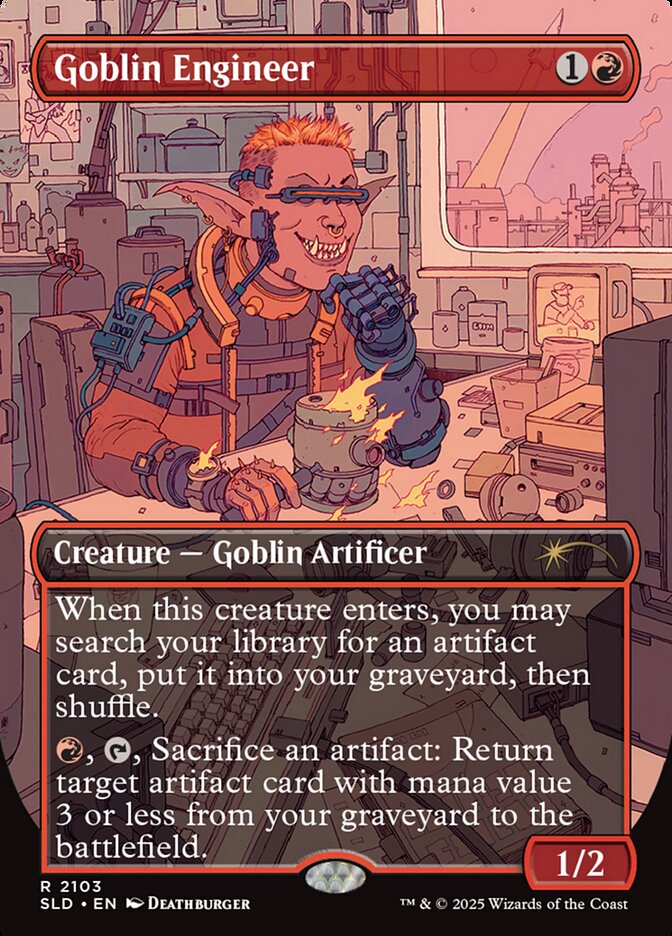 Goblin Engineer 1
Creature — Goblin Artificer
When this creature enters, you may
search your library for an artifact
card, put it into your graveyard, then
shuffle.
, , Sacrifice an artifact: Return
target artifact card with mana value
3 or less from your graveyard to the
battlefield.
1/2
R 2103
SLD • EN DEATHBURGER
™ & © 2025 Wizards of the Coast